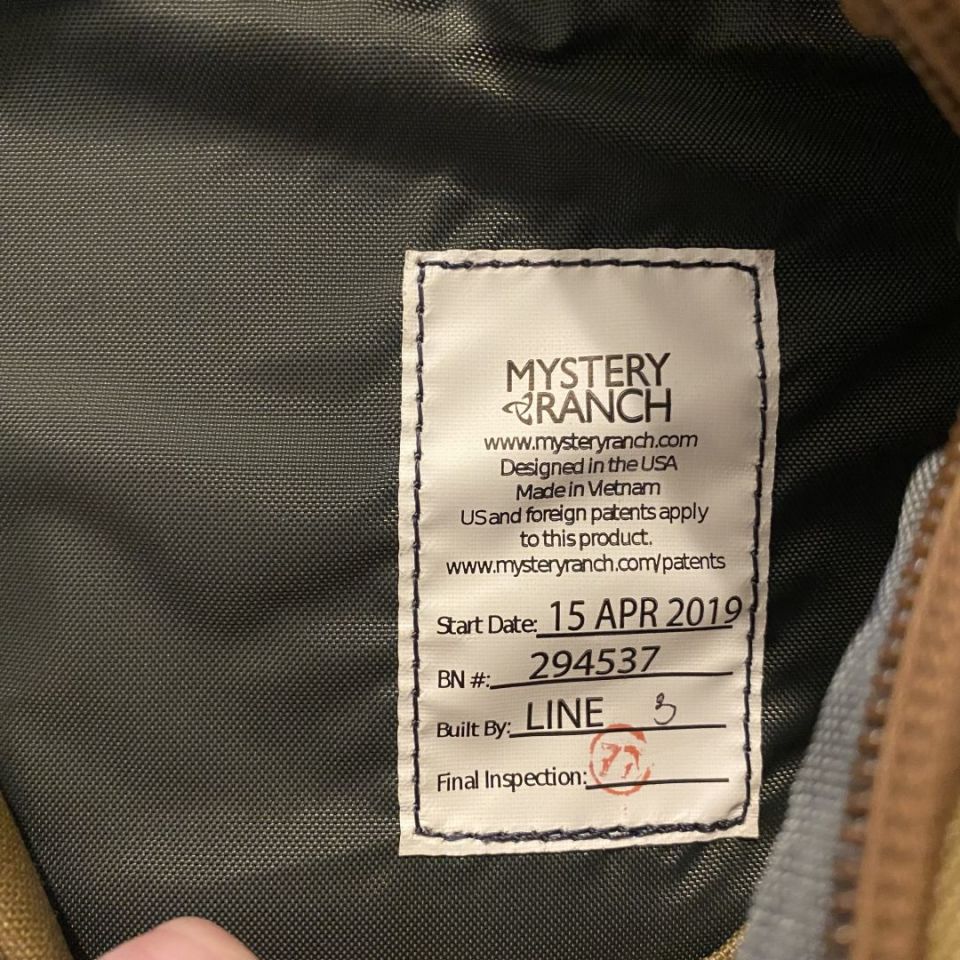 MYSTERY
RANCH
www.mysteryranch.com
Designed in the USA
Made in Vietnam
US and foreign patents apply
to this product.
www.mysteryranch.com/patents
Start Date: 15 APR 2019
BN #: 294537
Built By: LINE 3
Final Inspection: 77